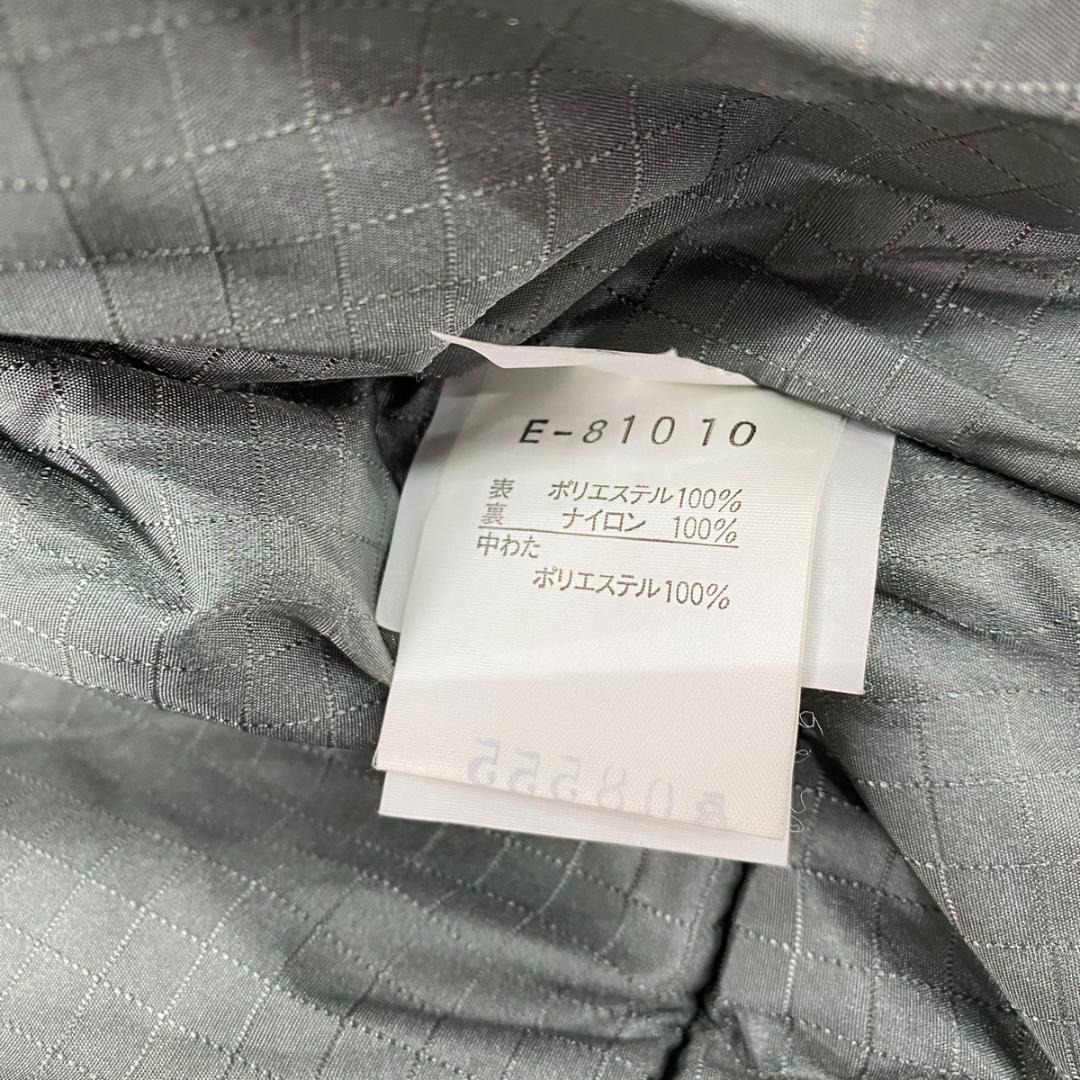 E-81010
表 ポリエステル100%
裏 ナイロン 100%
中わた
ポリエステル100%